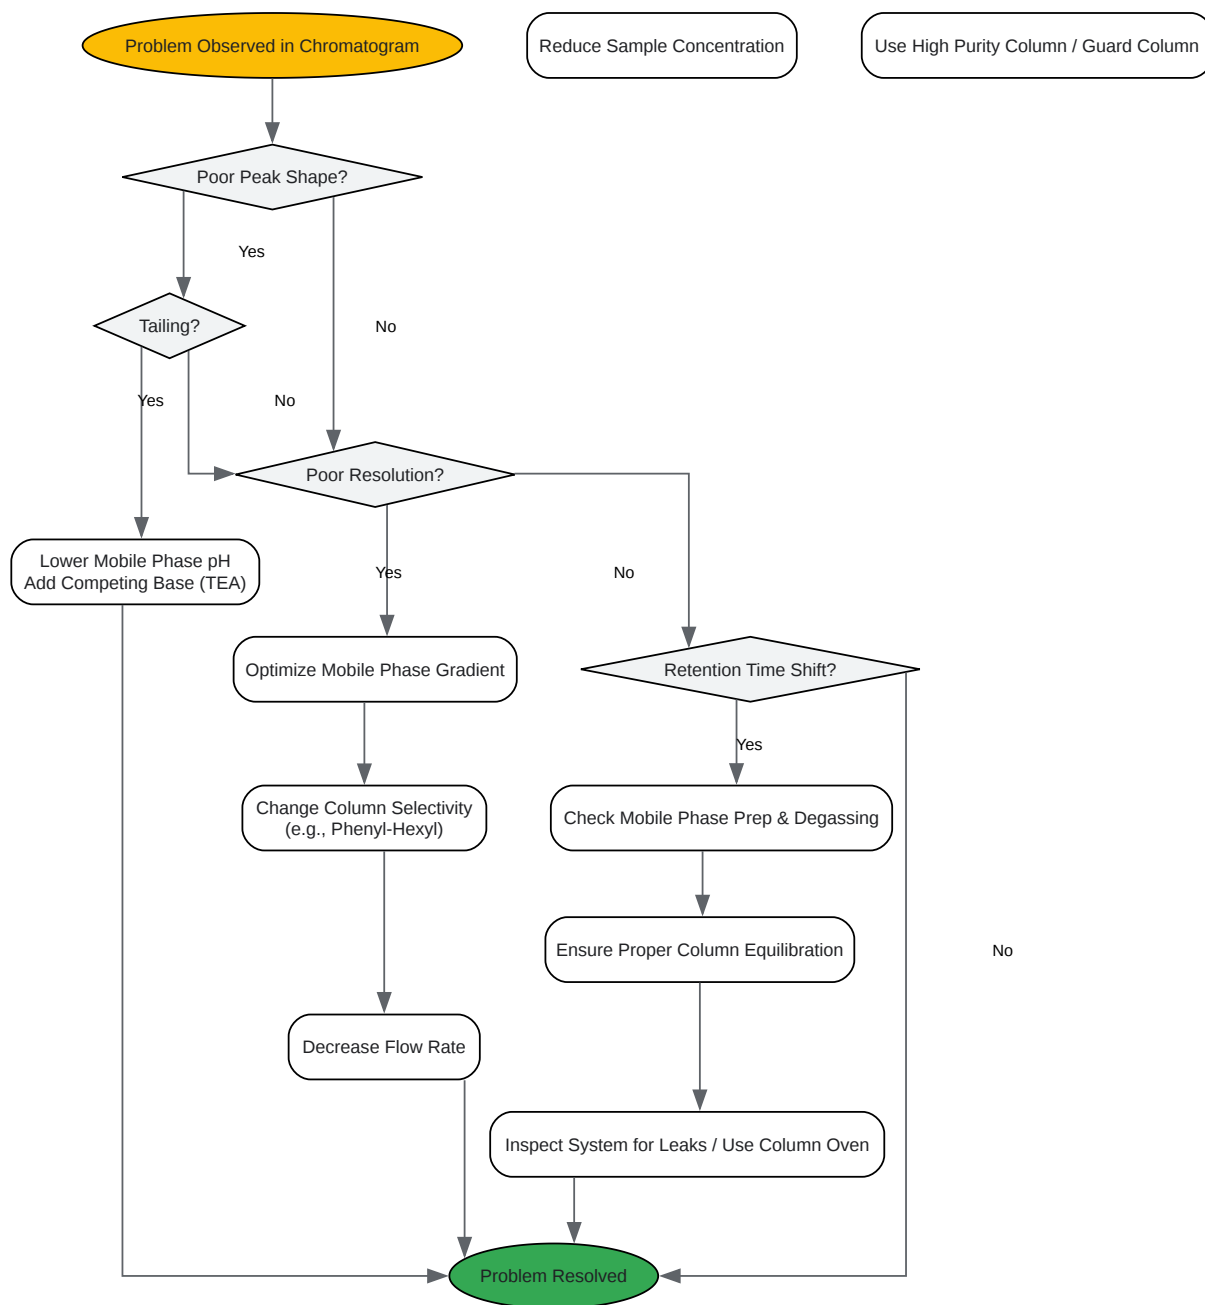 Problem Observed in Chromatogram
Reduce Sample Concentration
Use High Purity Column / Guard Column
Poor Peak Shape?
Yes
Tailing?
No
Yes
No
Poor Resolution?
Lower Mobile Phase pH
Add Competing Base (TEA)
Yes
No
Optimize Mobile Phase Gradient
Retention Time Shift?
Yes
Change Column Selectivity
(e.g., Phenyl-Hexyl)
Check Mobile Phase Prep & Degassing
Ensure Proper Column Equilibration
No
Decrease Flow Rate
Inspect System for Leaks / Use Column Oven
Problem Resolved